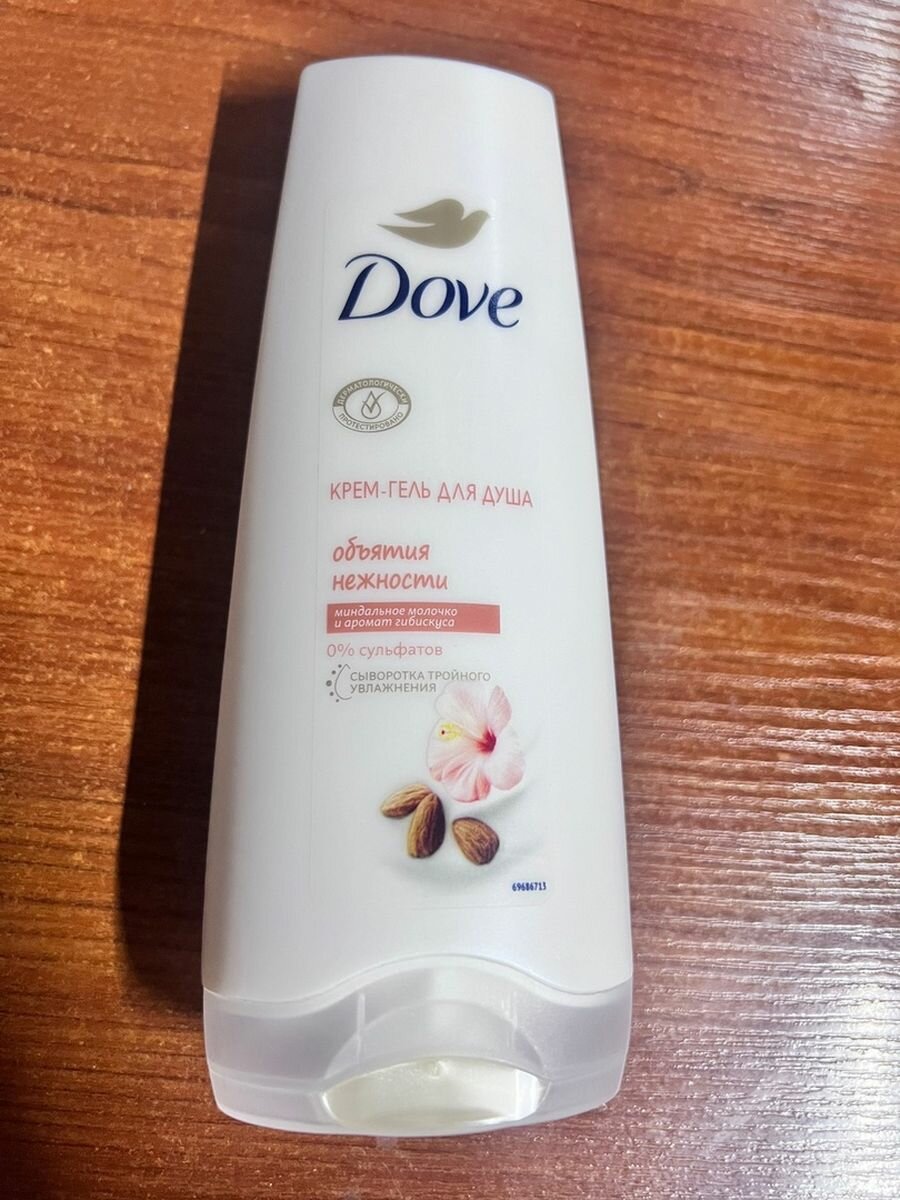 Dove
ДЕРМАТОЛОГИЧЕСКИ
ПРОТЕСТИРОВАНО
КРЕМ-ГЕЛЬ ДЛЯ ДУША
объятия
нежности
миндальное молочко
и аромат гибискуса
0% сульфатов
СЫВОРОТКА ТРОЙНОГО
УВЛАЖНЕНИЯ
69686713